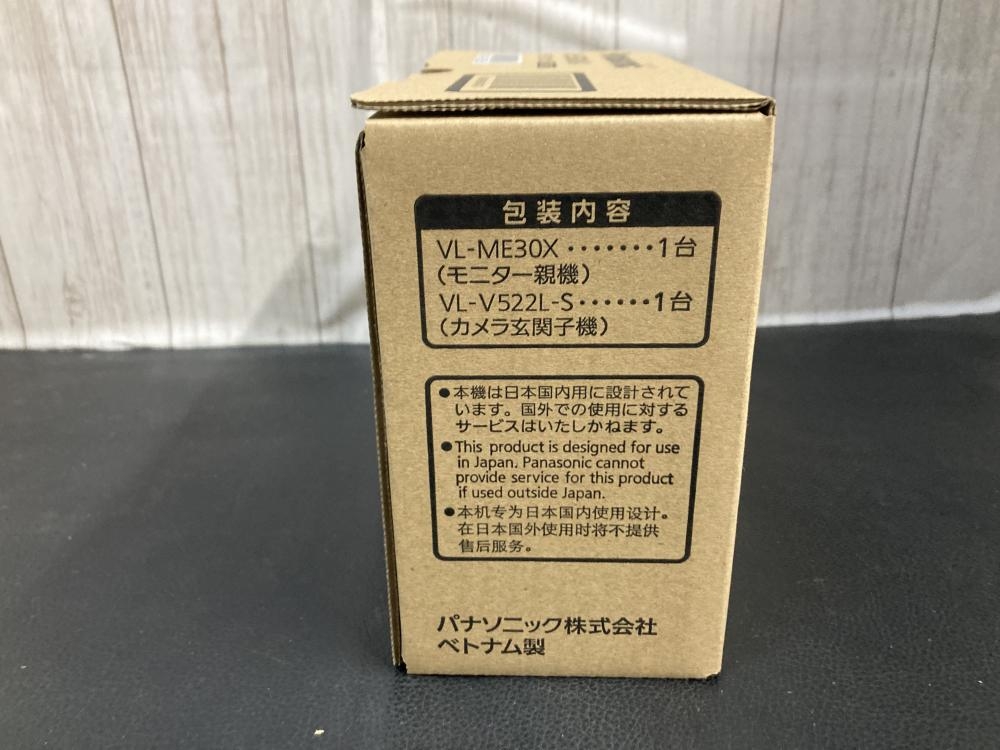 包装内容
VL-ME30X・・・・・・・1台
(モニター親機)
VL-V522L-S・・・・・・1台
(カメラ玄関子機)
●本機は日本国内用に設計されて
います。国外での使用に対する
サービスはいたしかねます。
●This product is designed for use
in Japan. Panasonic cannot
provide service for this product
if used outside Japan.
●本机专为日本国内使用设计。
在日本国外使用时将不提供
售后服务。
パナソニック株式会社
ベトナム製